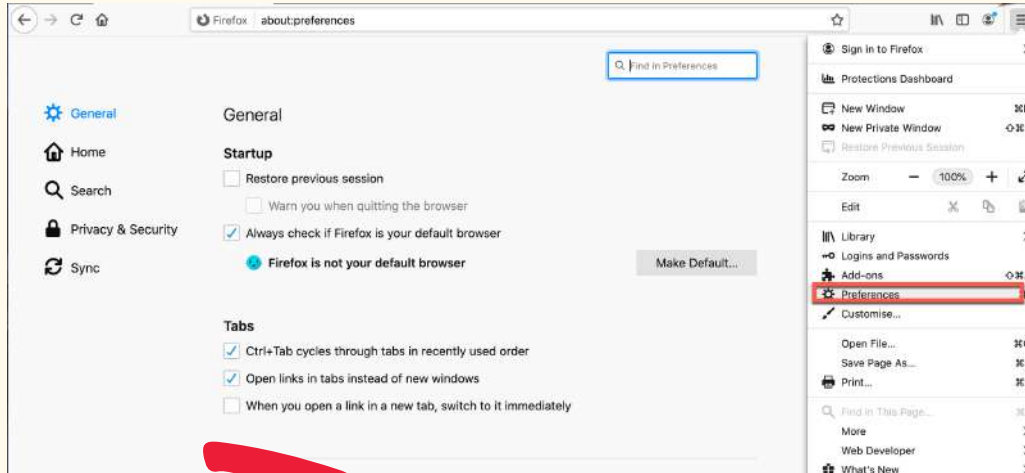 Firefox about:preferences
Find in Preferences
General
Home
Search
Privacy & Security
Sync
General
Startup
Restore previous session
Warn you when quitting the browser
Always check if Firefox is your default browser
Firefox is not your default browser
Make Default...
Tabs
Ctrl+Tab cycles through tabs in recently used order
Open links in tabs instead of new windows
When you open a link in a new tab, switch to it immediately
Sign in to Firefox
Protections Dashboard
New Window
New Private Window
Restore Previous Session
Zoom − 100% +
Edit
Library
Logins and Passwords
Add-ons
Preferences
Customise...
Open File...
Save Page As...
Print...
Find in This Page...
More
Web Developer
What's New